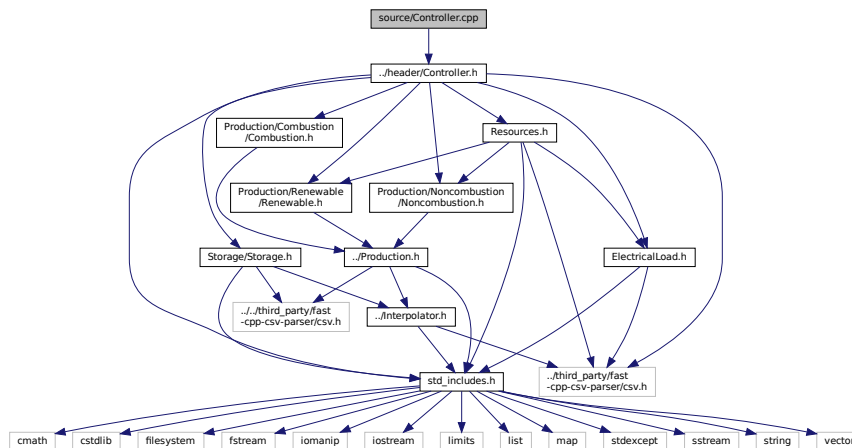 source/Controller.cpp
../header/Controller.h
Production/Combustion
/Combustion.h
Resources.h
Production/Renewable
/Renewable.h
Production/Noncombustion
/Noncombustion.h
Storage/Storage.h
../Production.h
ElectricalLoad.h
../../third_party/fast
-cpp-csv-parser/csv.h
../Interpolator.h
../third_party/fast
-cpp-csv-parser/csv.h
std_includes.h
cmath
cstdlib
filesystem
fstream
iomanip
iostream
limits
list
map
stdexcept
sstream
string
vector